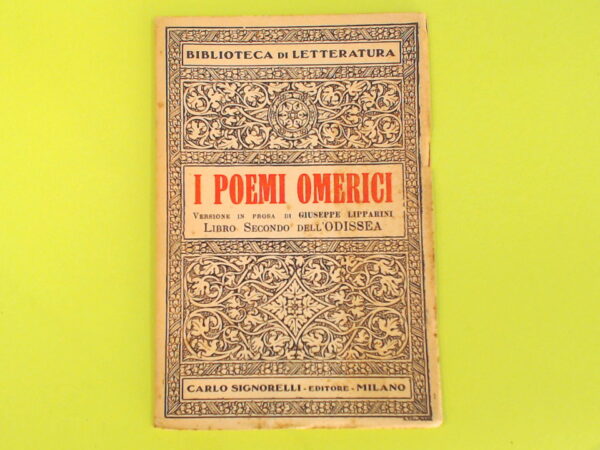 BIBLIOTECA DI LETTERATURA
I POEMI OMERICI
VERSIONE IN PROSA DI GIUSEPPE LIPPARINI
LIBRO SECONDO DELL'ODISSEA
CARLO SIGNORELLI - EDITORE - MILANO